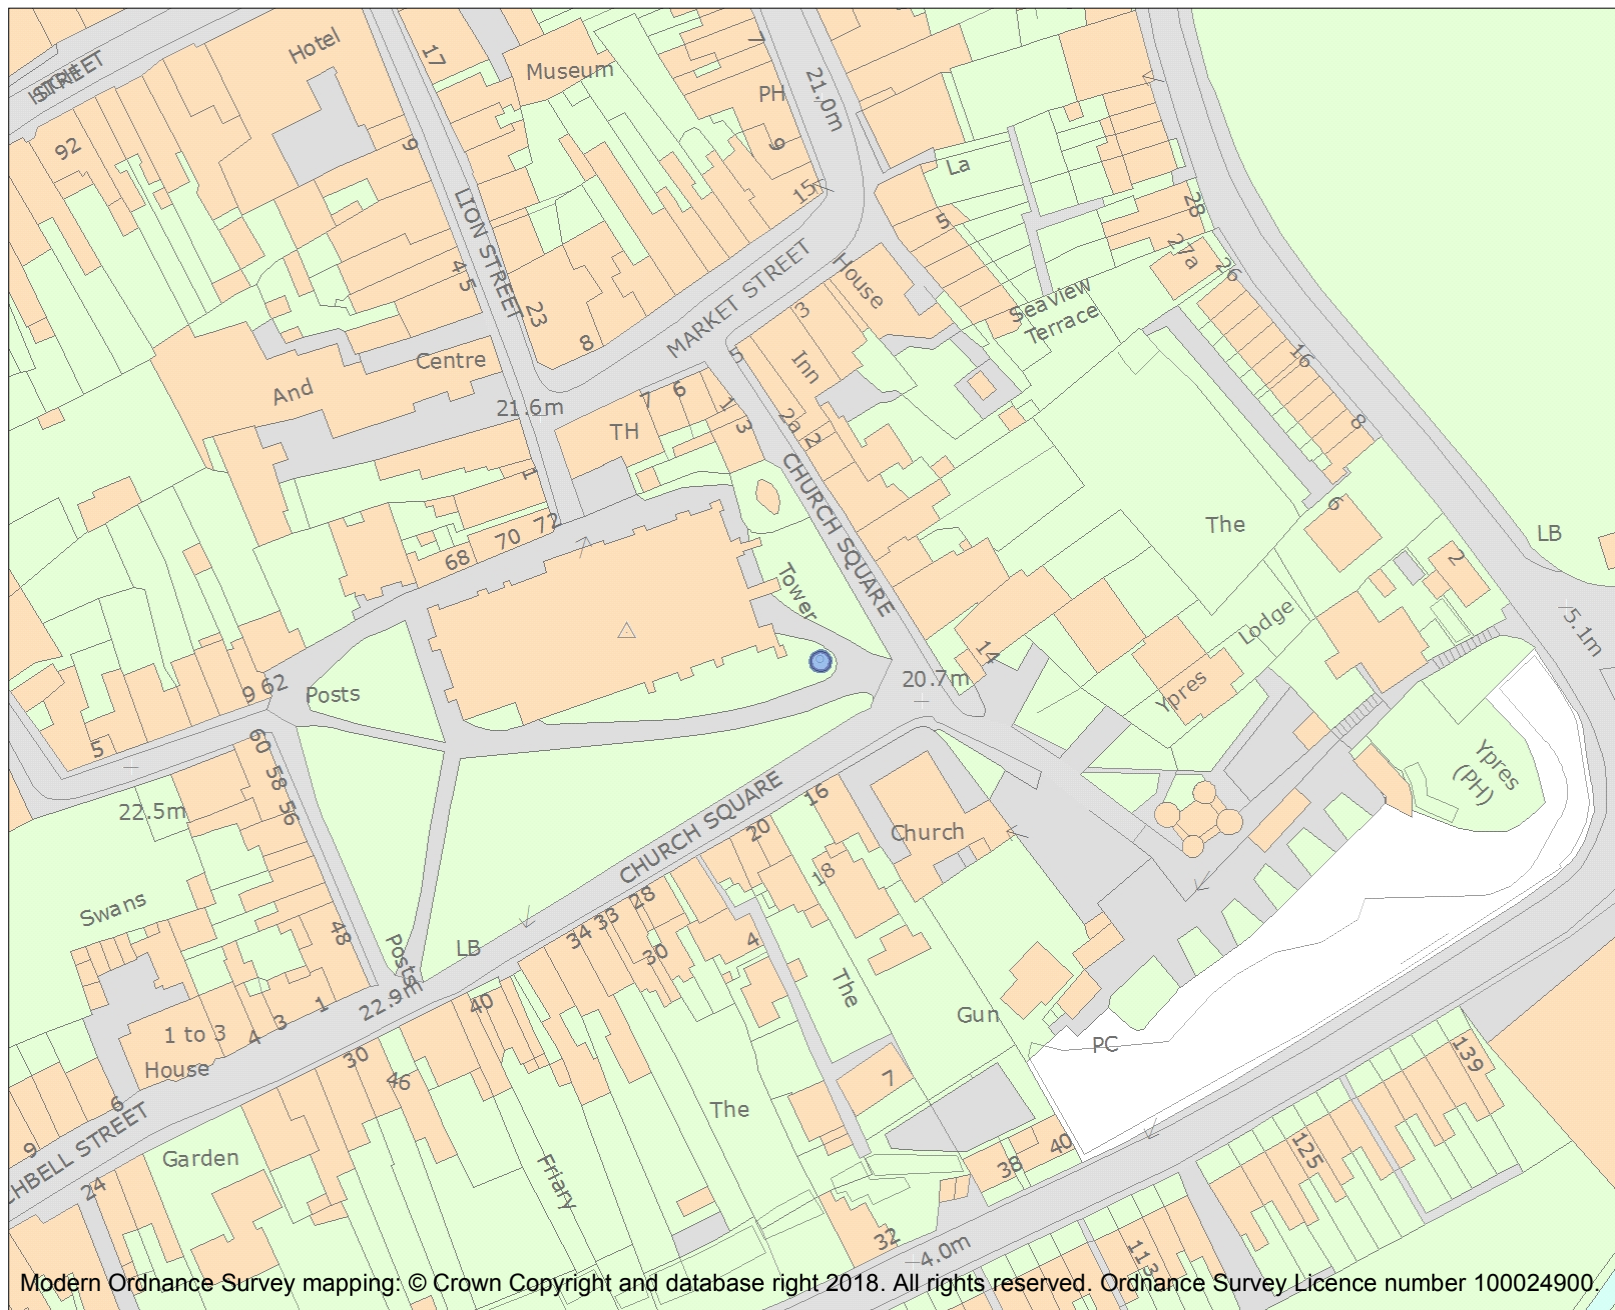 STREET
Hotel
17
Museum
7
PH
21.0m
92
9
9
15
La
5
28
27a
26
LION STREET
4 5
23
8
MARKET STREET
House
3
Seaview
Terrace
Centre
And
5
Inn
16
21.6m
7
6
1
3
2a
2
8
TH
1
CHURCH SQUARE
68
70
72
The
6
LB
2
Tower
5.1m
Lodge
14
20.7m
Ypres
9 62
Posts
5
60
58
56
22.5m
Ypres
(PH)
CHURCH SQUARE
16
20
18
Church
Swans
48
28
33
34
30
4
LB
Posts
22.9m
40
The
Gun
PC
1 to 3
House
1
3
4
6
30
46
9
7
139
The
CHBELL STREET
Garden
24
Friary
38
40
125
32
4.0m
113
Modern Ordnance Survey mapping: © Crown Copyright and database right 2018. All rights reserved. Ordnance Survey Licence number 100024900.